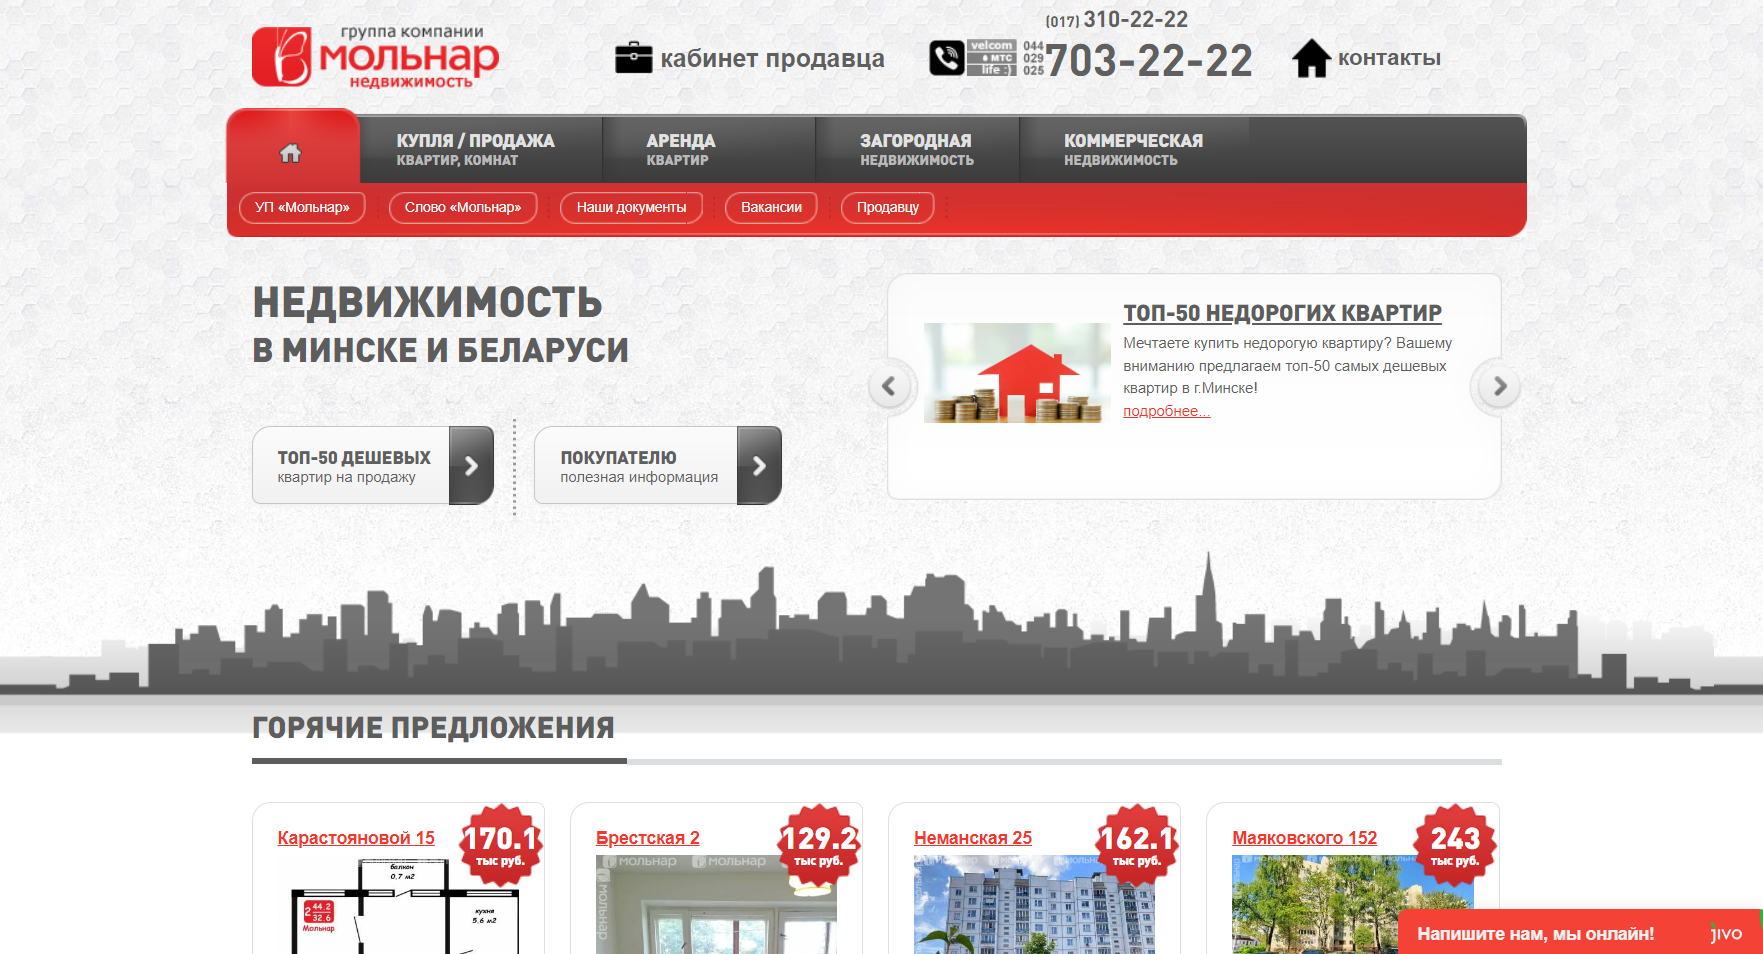 группа компании
мольнар
недвижимость
кабинет продавца
(017) 310-22-22
velcom 044
МТС 029
life :) 025
703-22-22
контакты
КУПЛЯ / ПРОДАЖА
КВАРТИР, КОМНАТ
АРЕНДА
КВАРТИР
ЗАГОРОДНАЯ
НЕДВИЖИМОСТЬ
КОММЕРЧЕСКАЯ
НЕДВИЖИМОСТЬ
УП «Мольнар»
Слово «Мольнар»
Наши документы
Вакансии
Продавцу
НЕДВИЖИМОСТЬ
В МИНСКЕ И БЕЛАРУСИ
ТОП-50 ДЕШЕВЫХ
квартир на продажу
ПОКУПАТЕЛЮ
полезная информация
ТОП-50 НЕДОРОГИХ КВАРТИР
Мечтаете купить недорогую квартиру? Вашему
вниманию предлагаем топ-50 самых дешевых
квартир в г.Минске!
подробнее...
ГОРЯЧИЕ ПРЕДЛОЖЕНИЯ
Карастояновой 15
170.1
тыс руб.
балкон
0,7 м2
2 44.2
32.6
Мольнар
кухня
5,6 м2
Брестская 2
129.2
тыс руб.
мольнар мольнар
мольнар
Неманская 25
162.1
тыс руб.
мольнар мольнар
Маяковского 152
243
тыс руб.
мольнар мольнар
Напишите нам, мы онлайн!
jivo